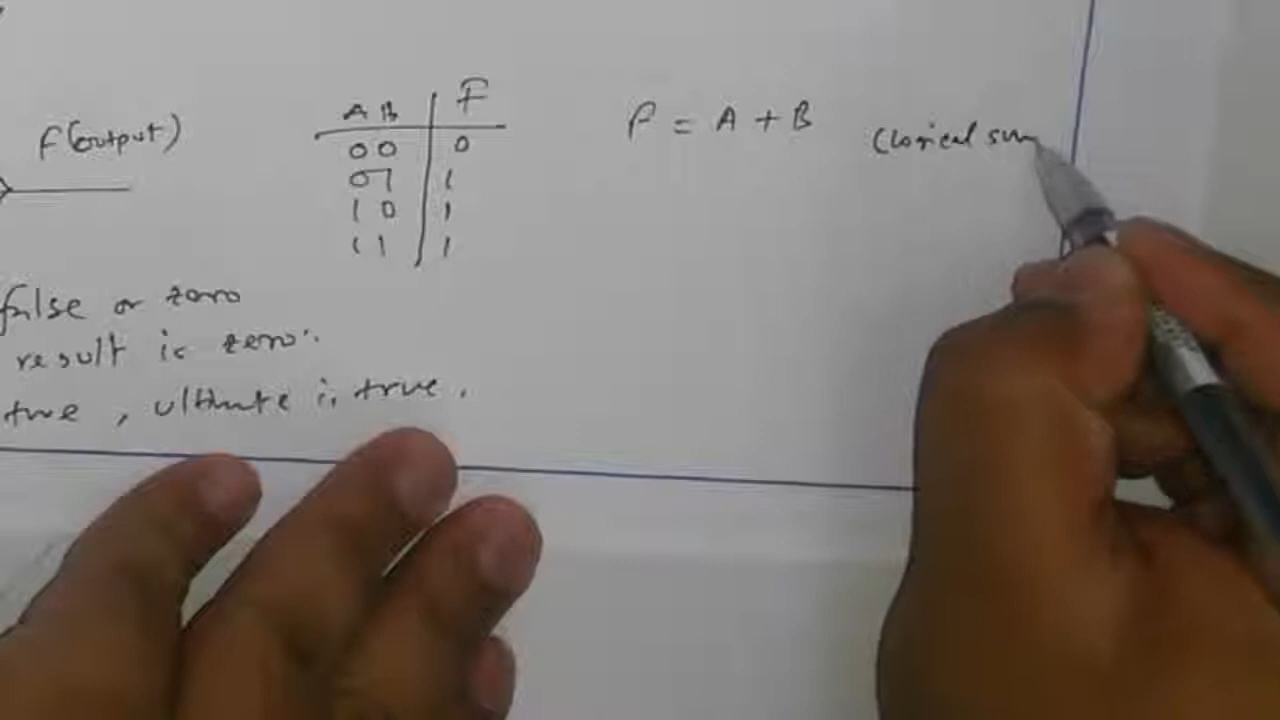 F(output)
A B | F
0 0 | 0
0 1 | 1
1 0 | 1
1 1 | 1
F = A + B
(Logical sum
false or zero
result is zero.
true, ultimate is true.